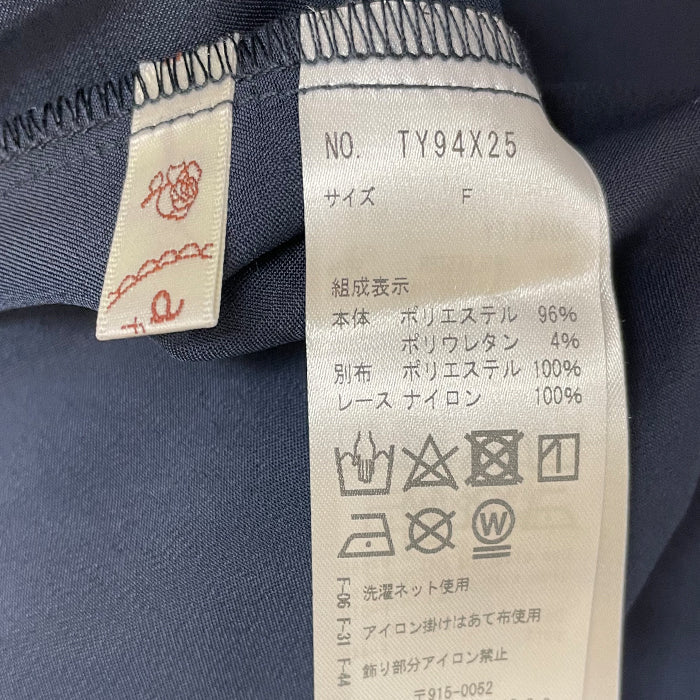 NO. TY94X25
サイズ F
組成表示
本体 ポリエステル 96%
ポリウレタン 4%
別布 ポリエステル 100%
レース ナイロン 100%
W
F-06 洗濯ネット使用
F-31 アイロン掛けはあて布使用
F-44 飾り部分アイロン禁止
〒915-0052